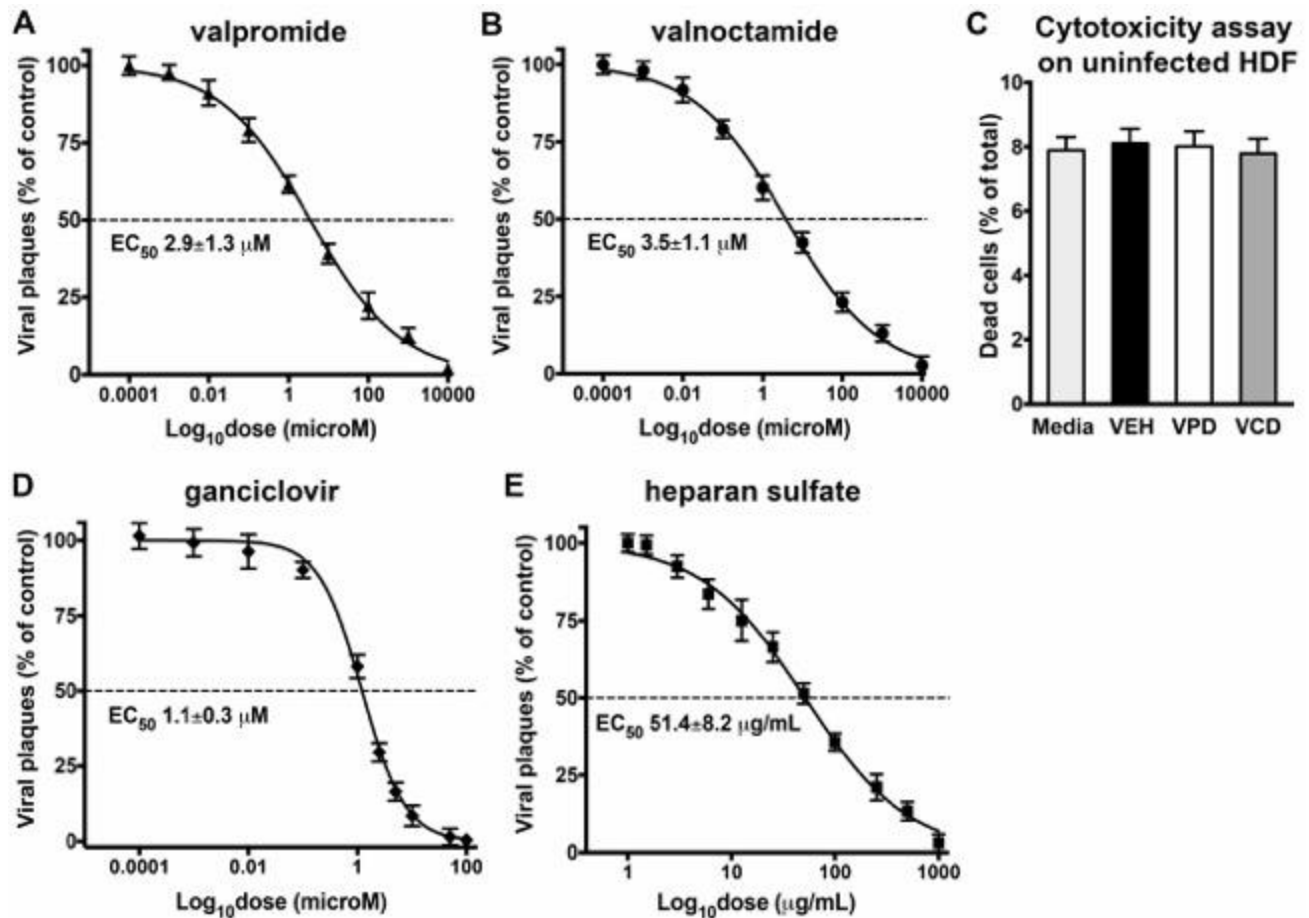 A
valpromide
Viral plaques (% of control)
100
75
50
25
0
EC50 2.9±1.3 μM
0.0001
0.01
1
100
10000
Log10dose (microM)
B
valnoctamide
Viral plaques (% of control)
100
75
50
25
0
EC50 3.5±1.1 μM
0.0001
0.01
1
100
10000
Log10dose (microM)
C
Cytotoxicity assay
on uninfected HDF
Dead cells (% of total)
10
8
6
4
2
0
Media VEH VPD VCD
D
ganciclovir
Viral plaques (% of control)
100
75
50
25
0
EC50 1.1±0.3 μM
0.0001
0.01
1
100
Log10dose (microM)
E
heparan sulfate
Viral plaques (% of control)
100
75
50
25
0
EC50 51.4±8.2 μg/mL
1
10
100
1000
Log10dose (μg/mL)